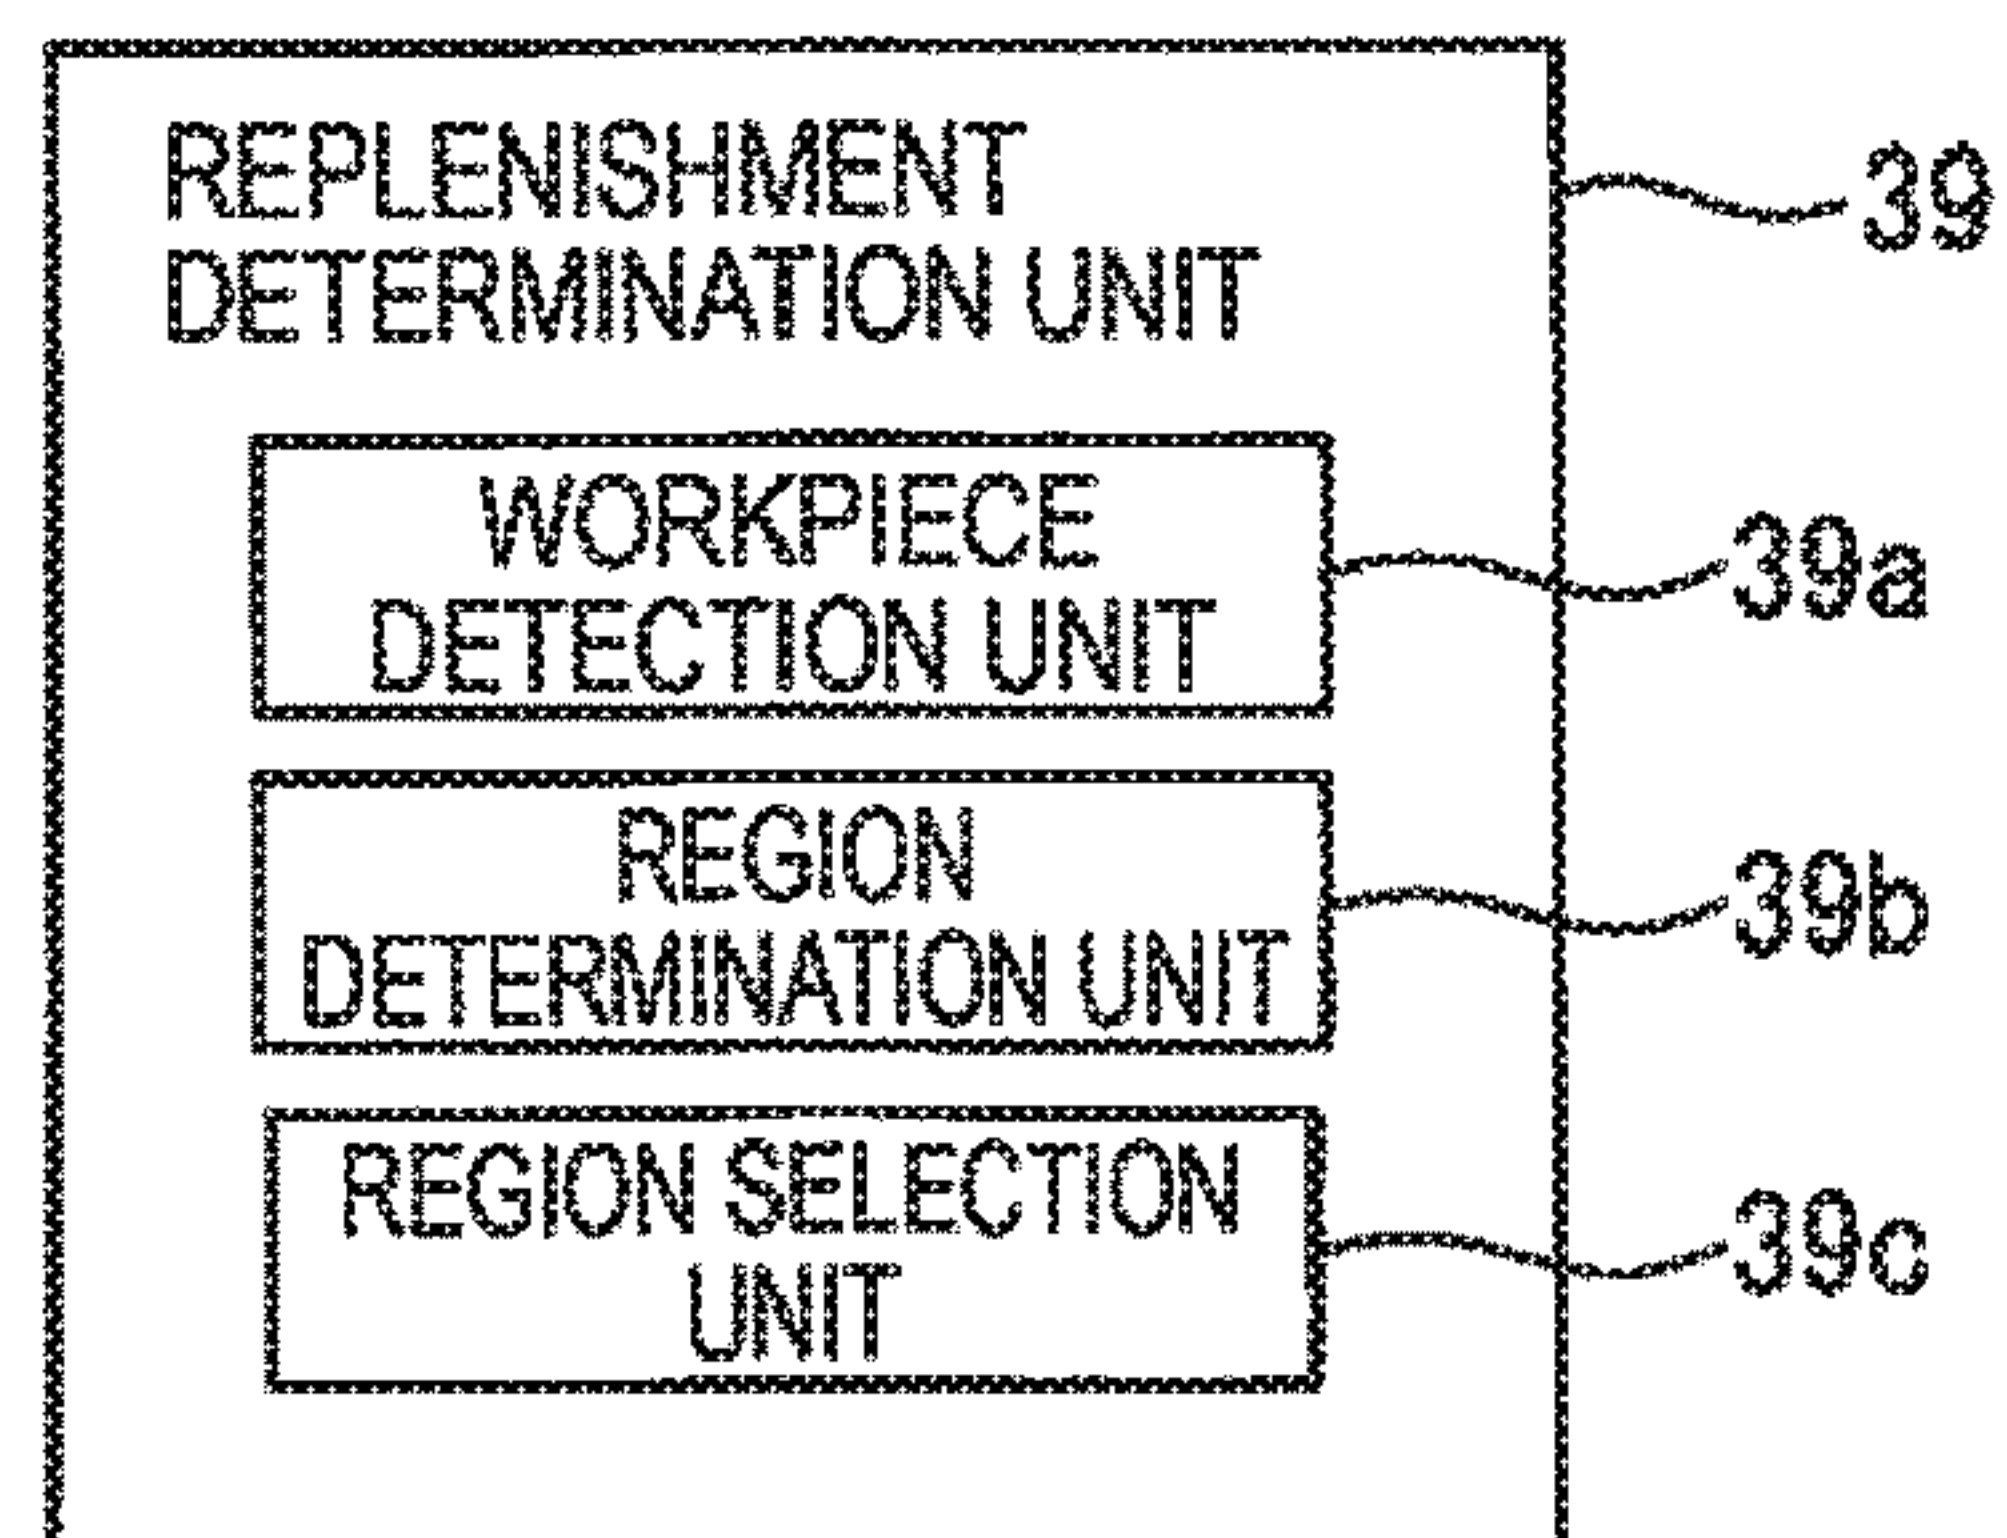 REPLENISHMENT
DETERMINATION UNIT
39
WORKPIECE
DETECTION UNIT
39a
REGION
DETERMINATION UNIT
39b
REGION SELECTION
UNIT
39c